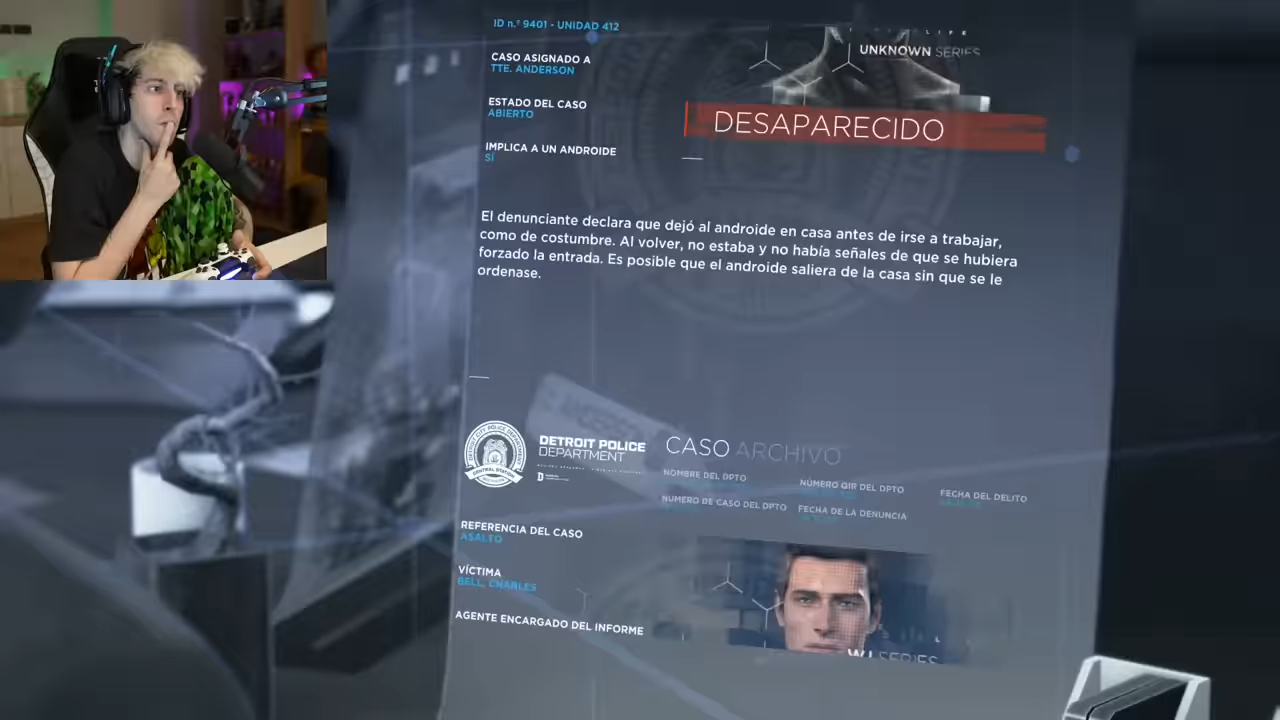 ID n.º 9401 - UNIDAD 412
CASO ASIGNADO A
TTE. ANDERSON
ESTADO DEL CASO
ABIERTO
IMPLICA A UN ANDROIDE
SÍ
UNKNOWN SERIES
DESAPARECIDO
El denunciante declara que dejó al androide en casa antes de irse a trabajar,
como de costumbre. Al volver, no estaba y no había señales de que se hubiera
forzado la entrada. Es posible que el androide saliera de la casa sin que se le
ordenase.
DETROIT POLICE
DEPARTMENT
CENTRAL STATION
CASO ARCHIVO
NOMBRE DEL DPTO
NÚMERO QIR DEL DPTO
FECHA DEL DELITO
NÚMERO DE CASO DEL DPTO
FECHA DE LA DENUNCIA
REFERENCIA DEL CASO
ASALTO
VÍCTIMA
BELL, CHARLES
AGENTE ENCARGADO DEL INFORME
SERIES